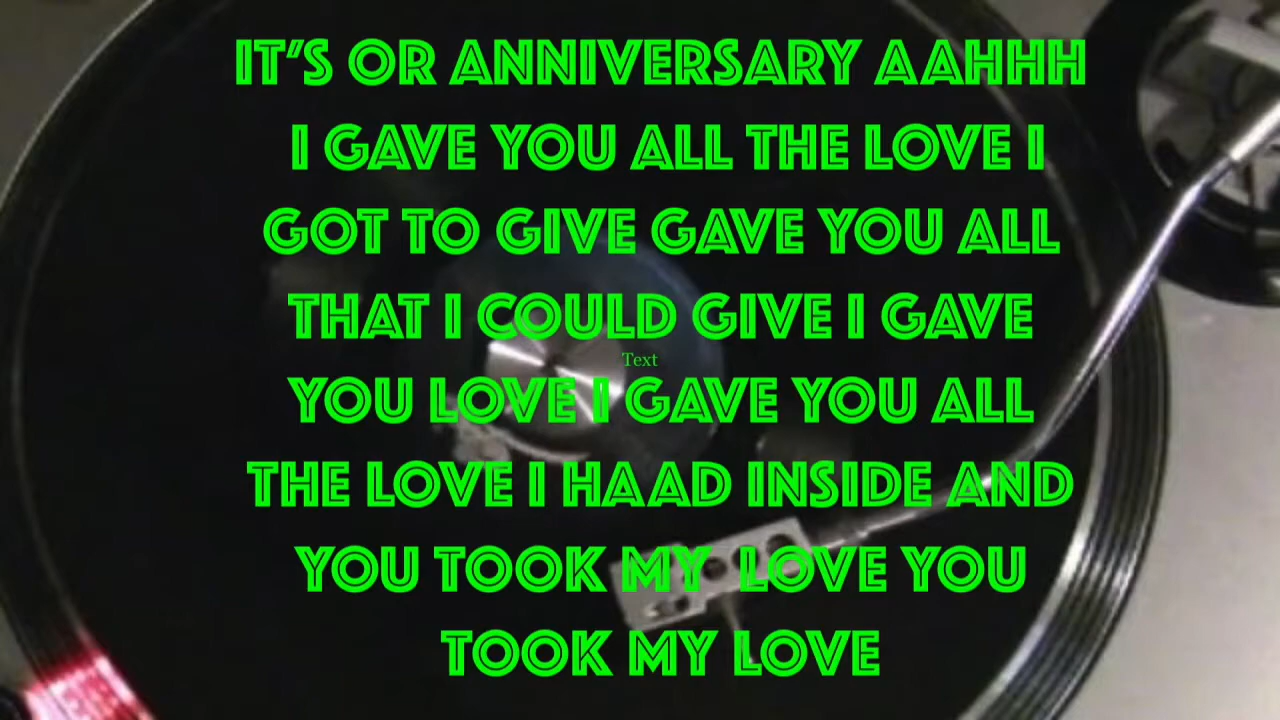 IT'S OR ANNIVERSARY AAHHH
I GAVE YOU ALL THE LOVE I
GOT TO GIVE GAVE YOU ALL
THAT I COULD GIVE I GAVE
Text
YOU LOVE I GAVE YOU ALL
THE LOVE I HAAD INSIDE AND
YOU TOOK MY LOVE YOU
TOOK MY LOVE